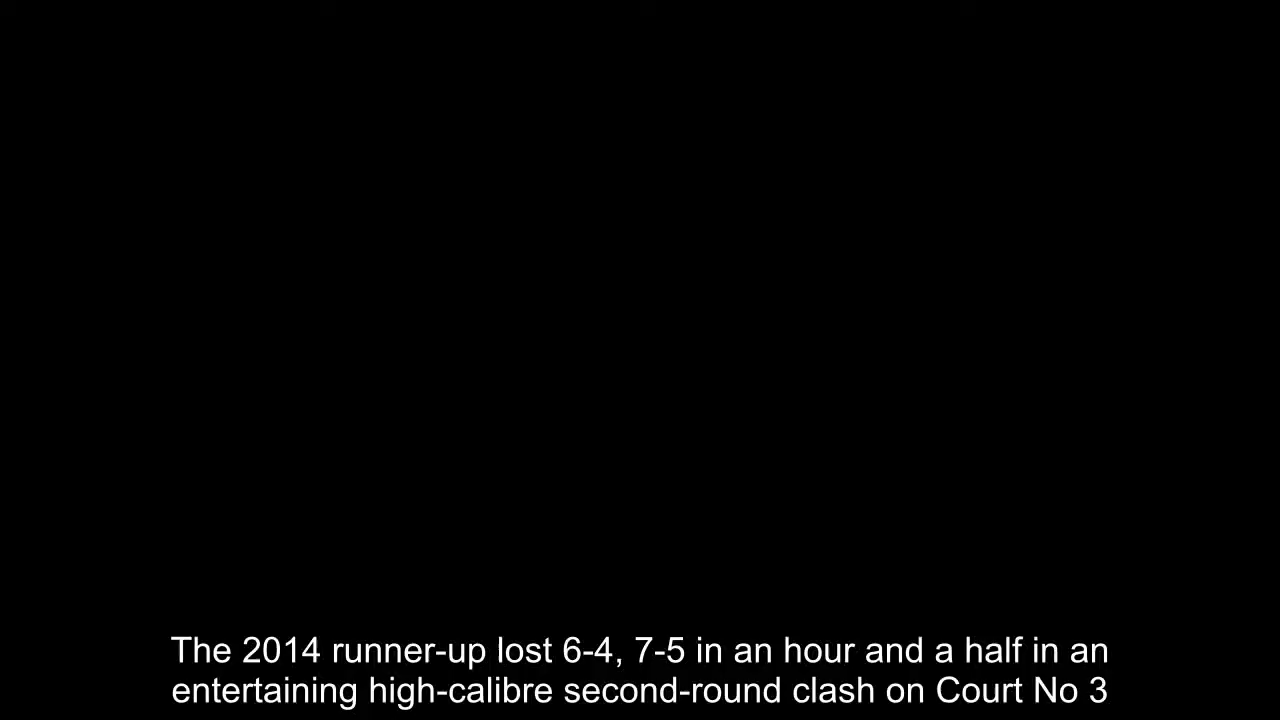 The 2014 runner-up lost 6-4, 7-5 in an hour and a half in an
entertaining high-calibre second-round clash on Court No 3